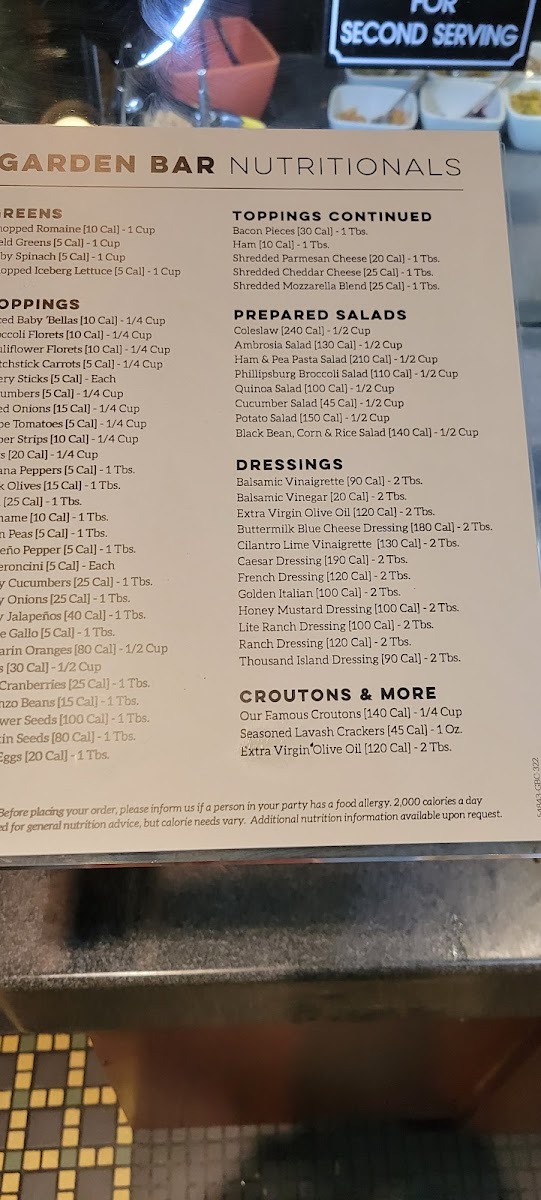 FOR
SECOND SERVING
GARDEN BAR NUTRITIONALS
REENS
hopped Romaine [10 Cal] - 1 Cup
eld Greens [5 Cal] - 1 Cup
by Spinach [5 Cal] - 1 Cup
opped Iceberg Lettuce [5 Cal] - 1 Cup
OPPINGS
ced Baby 'Bellas [10 Cal] - 1/4 Cup
occoli Florets [10 Cal] - 1/4 Cup
uliflower Florets [10 Cal] - 1/4 Cup
tchstick Carrots [5 Cal] - 1/4 Cup
ery Sticks [5 Cal] - Each
umbers [5 Cal] - 1/4 Cup
ed Onions [15 Cal] - 1/4 Cup
pe Tomatoes [5 Cal] - 1/4 Cup
per Strips [10 Cal] - 1/4 Cup
s [20 Cal] - 1/4 Cup
ana Peppers [5 Cal] - 1 Tbs.
k Olives [15 Cal] - 1 Tbs.
[25 Cal] - 1 Tbs.
name [10 Cal] - 1 Tbs.
n Peas [5 Cal] - 1 Tbs.
eño Pepper [5 Cal] - 1 Tbs.
eroncini [5 Cal] - Each
y Cucumbers [25 Cal] - 1 Tbs.
y Onions [25 Cal] - 1 Tbs.
y Jalapeños [40 Cal] - 1 Tbs.
e Gallo [5 Cal] - 1 Tbs.
arin Oranges [80 Cal] - 1/2 Cup
s [30 Cal] - 1/2 Cup
Cranberries [25 Cal] - 1 Tbs.
nzo Beans [15 Cal] - 1 Tbs.
wer Seeds [100 Cal] - 1 Tbs.
kin Seeds [80 Cal] - 1 Tbs.
Eggs [20 Cal] - 1 Tbs.
TOPPINGS CONTINUED
Bacon Pieces [30 Cal] - 1 Tbs.
Ham [10 Cal] - 1 Tbs.
Shredded Parmesan Cheese [20 Cal] - 1 Tbs.
Shredded Cheddar Cheese [25 Cal] - 1 Tbs.
Shredded Mozzarella Blend [25 Cal] - 1 Tbs.
PREPARED SALADS
Coleslaw [240 Cal] - 1/2 Cup
Ambrosia Salad [130 Cal] - 1/2 Cup
Ham & Pea Pasta Salad [210 Cal] - 1/2 Cup
Phillipsburg Broccoli Salad [110 Cal] - 1/2 Cup
Quinoa Salad [100 Cal] - 1/2 Cup
Cucumber Salad [45 Cal] - 1/2 Cup
Potato Salad [150 Cal] - 1/2 Cup
Black Bean, Corn & Rice Salad [140 Cal] - 1/2 Cup
DRESSINGS
Balsamic Vinaigrette [90 Cal] - 2 Tbs.
Balsamic Vinegar [20 Cal] - 2 Tbs.
Extra Virgin Olive Oil [120 Cal] - 2 Tbs.
Buttermilk Blue Cheese Dressing [180 Cal] - 2 Tbs.
Cilantro Lime Vinaigrette [130 Cal] - 2 Tbs.
Caesar Dressing [190 Cal] - 2 Tbs.
French Dressing [120 Cal] - 2 Tbs.
Golden Italian [100 Cal] - 2 Tbs.
Honey Mustard Dressing [100 Cal] - 2 Tbs.
Lite Ranch Dressing [100 Cal] - 2 Tbs.
Ranch Dressing [120 Cal] - 2 Tbs.
Thousand Island Dressing [90 Cal] - 2 Tbs.
CROUTONS & MORE
Our Famous Croutons [140 Cal] - 1/4 Cup
Seasoned Lavash Crackers [45 Cal] - 1 Oz.
Extra Virgin Olive Oil [120 Cal] - 2 Tbs.
Before placing your order, please inform us if a person in your party has a food allergy. 2,000 calories a day
ed for general nutrition advice, but calorie needs vary. Additional nutrition information available upon request.
GBC 322